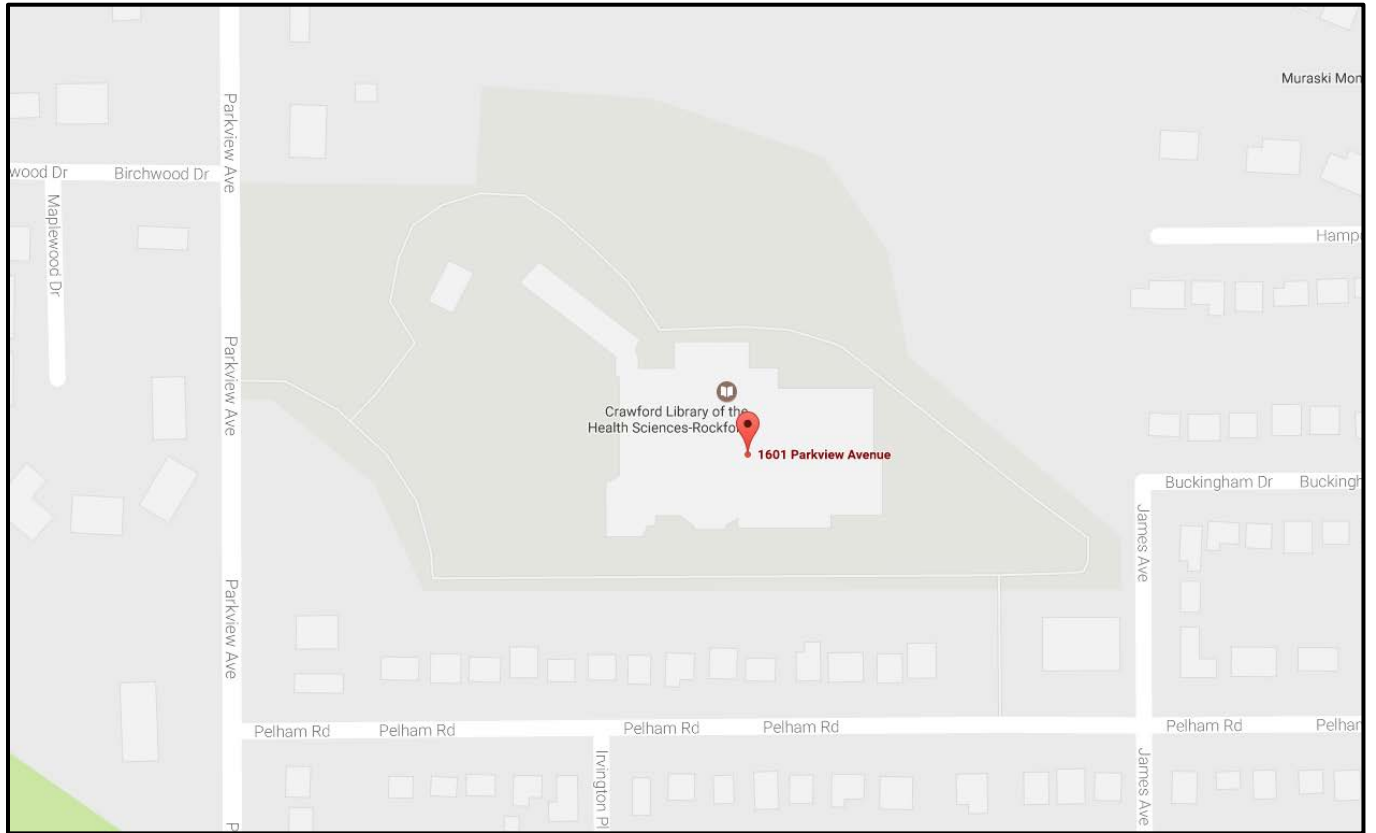 Muraski Mon
Parkview Ave
wood Dr
Birchwood Dr
Maplewood Dr
Hamp
Parkview Ave
Crawford Library of the
Health Sciences-Rockfo
1601 Parkview Avenue
Buckingham Dr
Buckingh
James Ave
Parkview Ave
Pelham Rd
Pelham Rd
Pelham Rd
Pelham Rd
Pelham Rd
Pelhar
Irvington Pl
James Ave
P